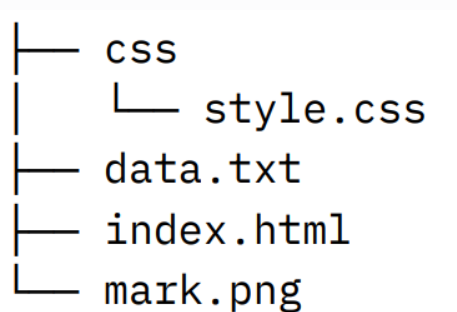 ├── css
│   └── style.css
├── data.txt
├── index.html
└── mark.png